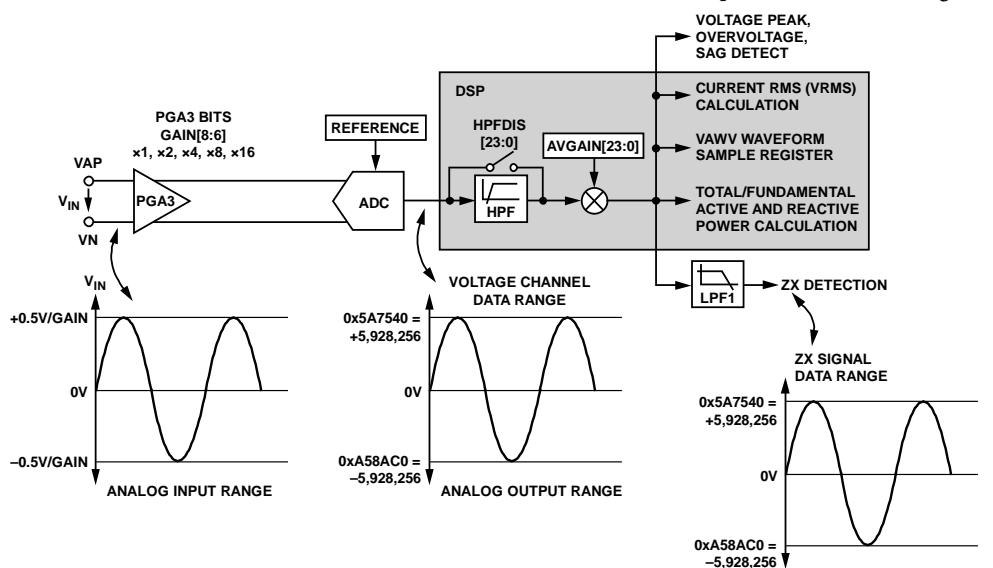 VOLTAGE PEAK,
OVERVOLTAGE,
SAG DETECT
DSP
CURRENT RMS (VRMS)
CALCULATION
PGA3 BITS
GAIN[8:6]
×1, ×2, ×4, ×8, ×16
REFERENCE
HPFDIS
[23:0]
AVGAIN[23:0]
VAWV WAVEFORM
SAMPLE REGISTER
VAP
VIN
VN
PGA3
ADC
HPF
TOTAL/FUNDAMENTAL
ACTIVE AND REACTIVE
POWER CALCULATION
LPF1
ZX DETECTION
VIN
+0.5V/GAIN
0V
–0.5V/GAIN
ANALOG INPUT RANGE
VOLTAGE CHANNEL
DATA RANGE
0x5A7540 =
+5,928,256
0V
0xA58AC0 =
–5,928,256
ANALOG OUTPUT RANGE
ZX SIGNAL
DATA RANGE
0x5A7540 =
+5,928,256
0V
0xA58AC0 =
–5,928,256